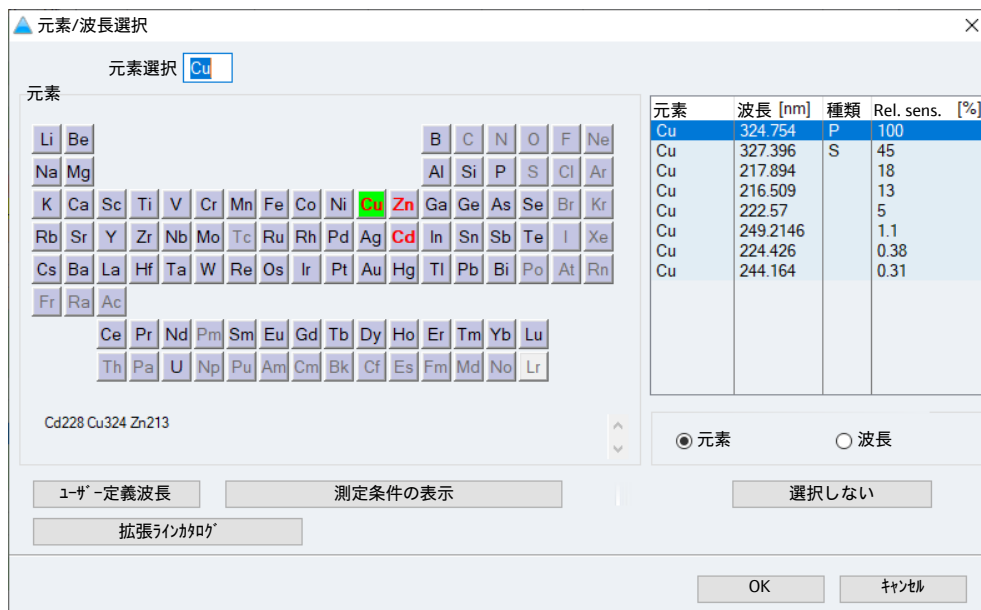 元素/波長選択
元素選択 Cu
元素
元素 波長 [nm] 種類 Rel. sens. [%]
Cu 324.754 P 100
Cu 327.396 S 45
Cu 217.894 18
Cu 216.509 13
Cu 222.57 5
Cu 249.2146 1.1
Cu 224.426 0.38
Cu 244.164 0.31
Li Be B C N O F Ne
Na Mg Al Si P S Cl Ar
K Ca Sc Ti V Cr Mn Fe Co Ni Cu Zn Ga Ge As Se Br Kr
Rb Sr Y Zr Nb Mo Tc Ru Rh Pd Ag Cd In Sn Sb Te I Xe
Cs Ba La Hf Ta W Re Os Ir Pt Au Hg Tl Pb Bi Po At Rn
Fr Ra Ac
Ce Pr Nd Pm Sm Eu Gd Tb Dy Ho Er Tm Yb Lu
Th Pa U Np Pu Am Cm Bk Cf Es Fm Md No Lr
Cd228 Cu324 Zn213
元素 波長
ﾕｰｻﾞｰ定義波長 測定条件の表示 選択しない
拡張ﾗｲﾝｶﾀﾛｸﾞ
OK ｷｬﾝｾﾙ